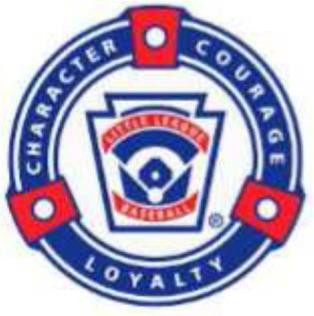 CHARACTER
COURAGE
LOYALTY
LITTLE LEAGUE
BASEBALL
®